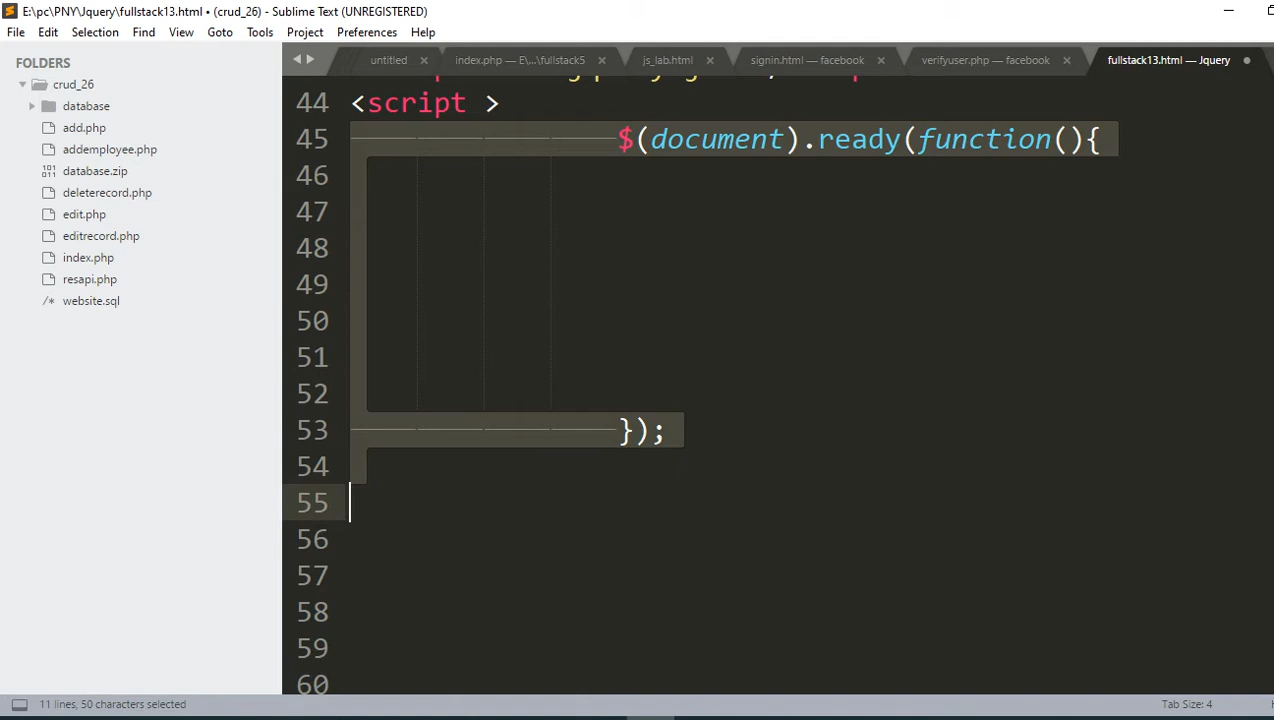 E:\pc\PNY\Jquery\fullstack13.html • (crud_26) - Sublime Text (UNREGISTERED)
File Edit Selection Find View Goto Tools Project Preferences Help
FOLDERS
crud_26
database
add.php
addemployee.php
database.zip
deleterecord.php
edit.php
editrecord.php
index.php
resapi.php
/* website.sql
untitled
index.php — E\...\fullstack5
js_lab.html
signin.html — facebook
verifyuser.php — facebook
fullstack13.html — Jquery
44 <script >
45 $(document).ready(function(){
46
47
48
49
50
51
52
53 });
54
55
56
57
58
59
60
11 lines, 50 characters selected
Tab Size: 4